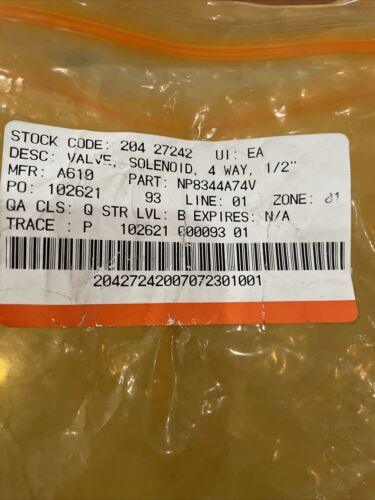 STOCK CODE: 204 27242 UI: EA
DESC: VALVE, SOLENOID, 4 WAY, 1/2"
MFR: A610 PART: NP8344A74V
PO: 102621 93 LINE: 01 ZONE: 01
QA CLS: Q STR LVL: B EXPIRES: N/A
TRACE : P 102621 000093 01
20427242007072301001